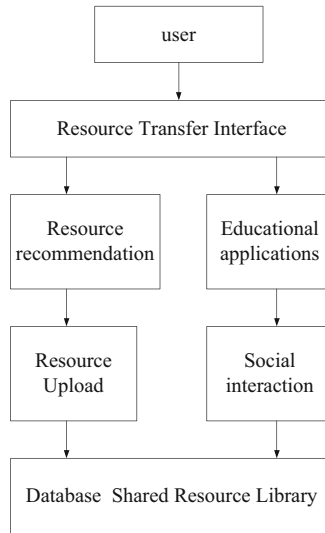 user
Resource Transfer Interface
Resource
recommendation
Educational
applications
Resource
Upload
Social
interaction
Database  Shared Resource Library